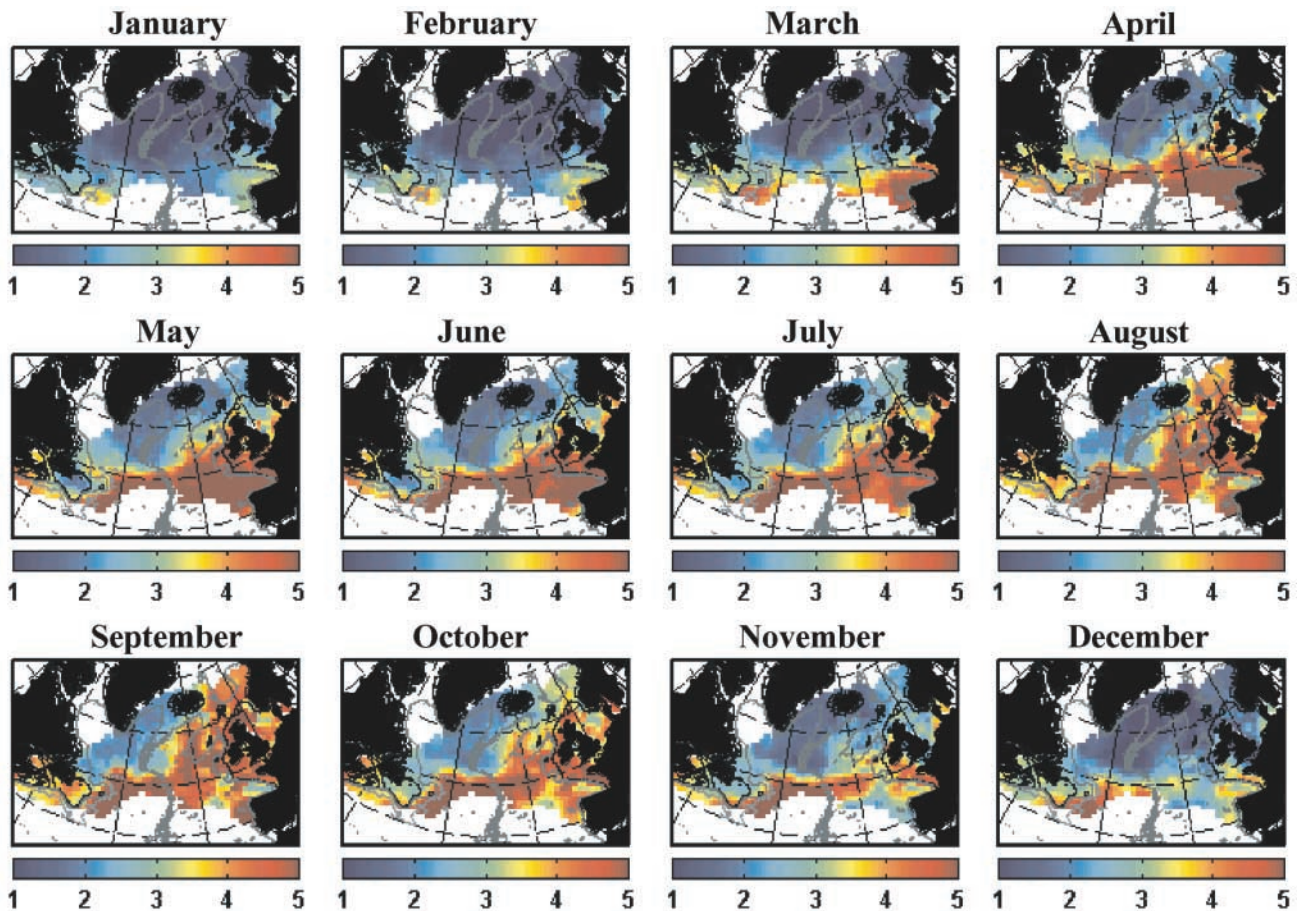 January February March April
1 2 3 4 5 1 2 3 4 5 1 2 3 4 5 1 2 3 4 5
May June July August
1 2 3 4 5 1 2 3 4 5 1 2 3 4 5 1 2 3 4 5
September October November December
1 2 3 4 5 1 2 3 4 5 1 2 3 4 5 1 2 3 4 5